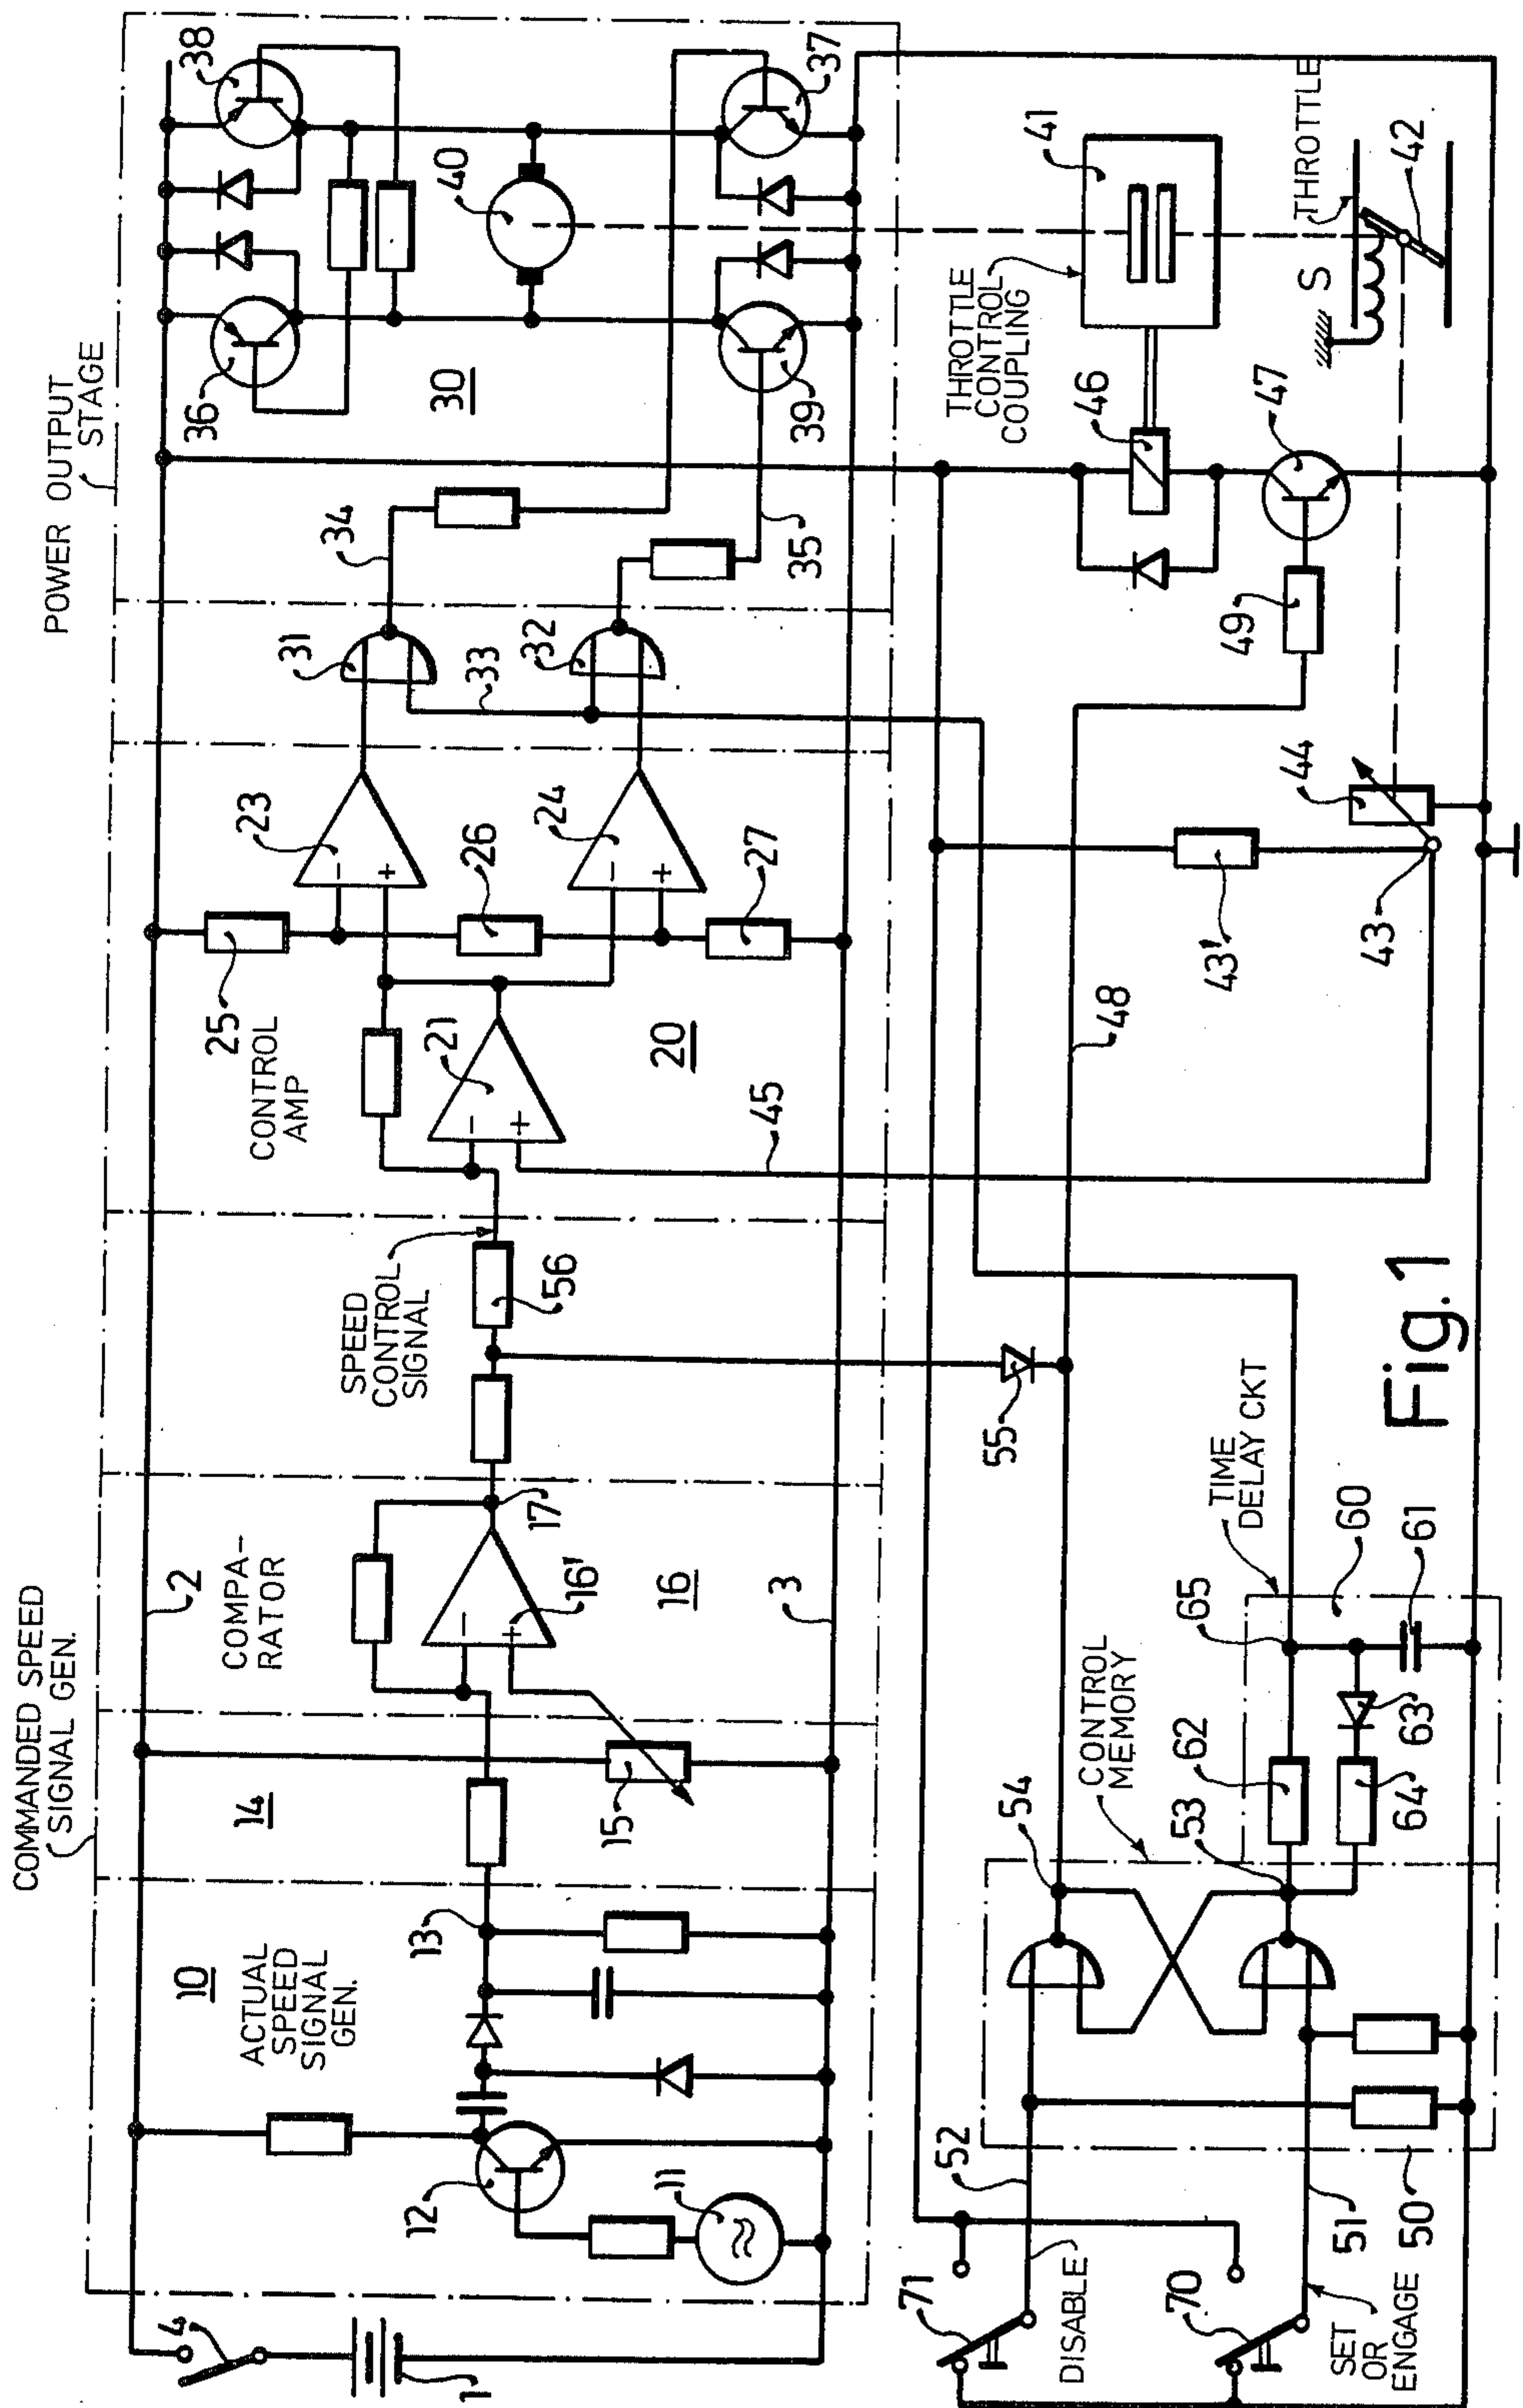 COMMANDED SPEED
SIGNAL GEN.
POWER OUTPUT
STAGE
10
ACTUAL
SPEED
SIGNAL
GEN.
14
2
COMPA-
RATOR
SPEED
CONTROL
SIGNAL
25
CONTROL
AMP
23
31
34
36
38
4
1
12
11
13
15
16'
16
17
3
56
21
20
45
26
24
27
33
32
35
30
39
40
37
71
52
DISABLE
70
SET
OR
ENGAGE
51
50
54
53
CONTROL
MEMORY
62
64
63
65
60
61
TIME
DELAY CKT
55
48
43'
43
44
49
47
46
THROTTLE
CONTROL
COUPLING
41
S
THROTTLE
42
-
+
-
+
-
+
-
+
Fig. 1